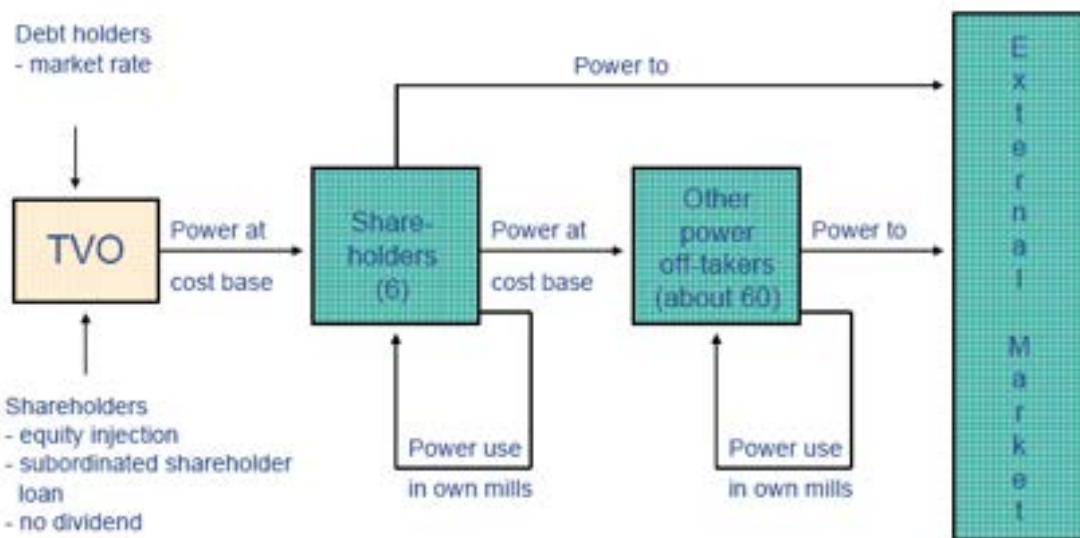 Debt holders
- market rate
Power to
TVO
Power at
cost base
Share-
holders
(6)
Power at
cost base
Other
power
off-takers
(about 60)
Power to
External Market
Shareholders
- equity injection
- subordinated shareholder
loan
- no dividend
Power use
in own mills
Power use
in own mills